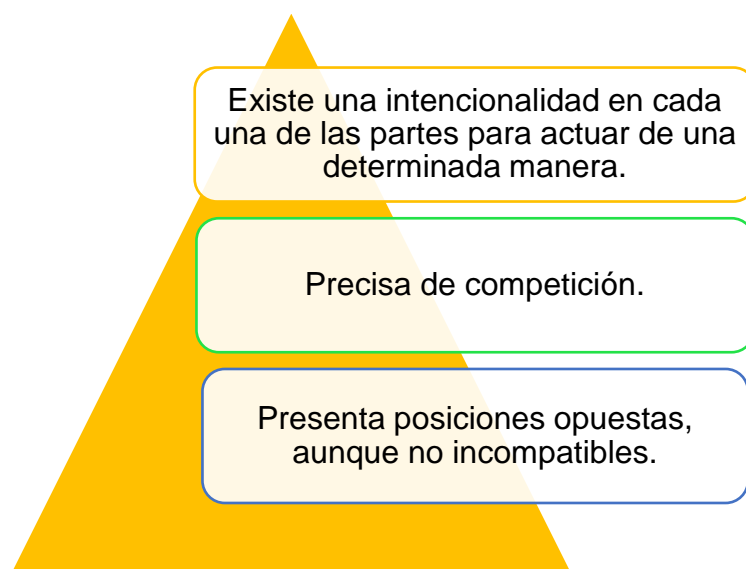 Existe una intencionalidad en cada
una de las partes para actuar de una
determinada manera.
Precisa de competición.
Presenta posiciones opuestas,
aunque no incompatibles.